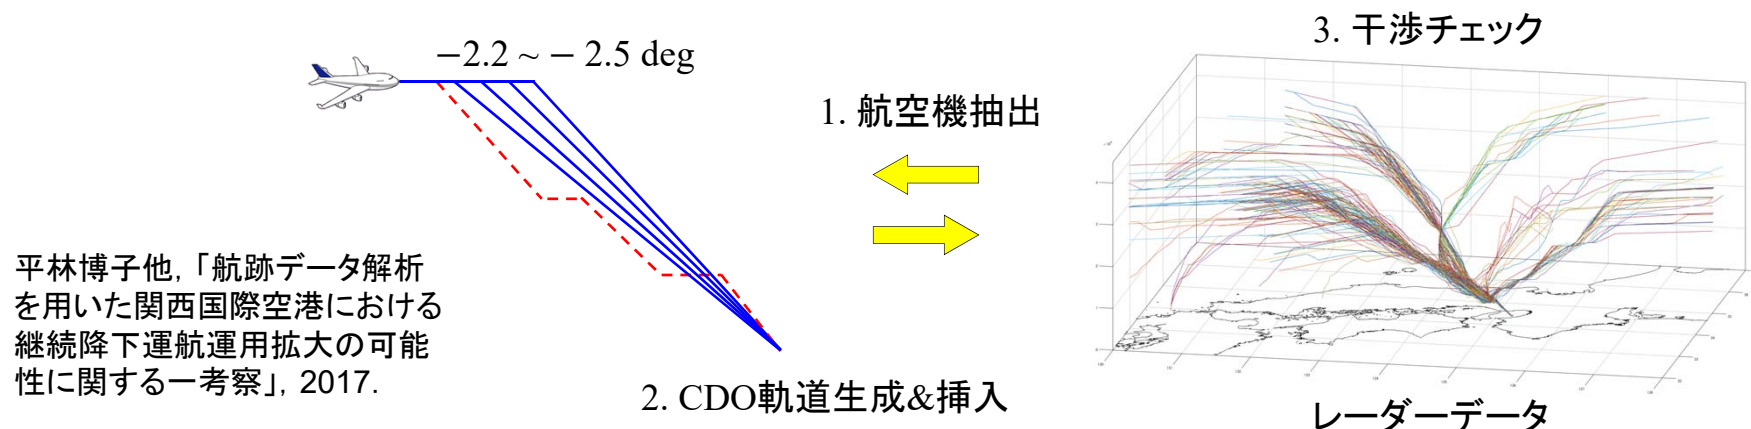 −2.2 ~ − 2.5 deg
1. 航空機抽出
3. 干渉チェック
平林博子他, 「航跡データ解析
を用いた関西国際空港における
継続降下運航運用拡大の可能
性に関する一考察」, 2017.
2. CDO軌道生成&挿入
レーダーデータ